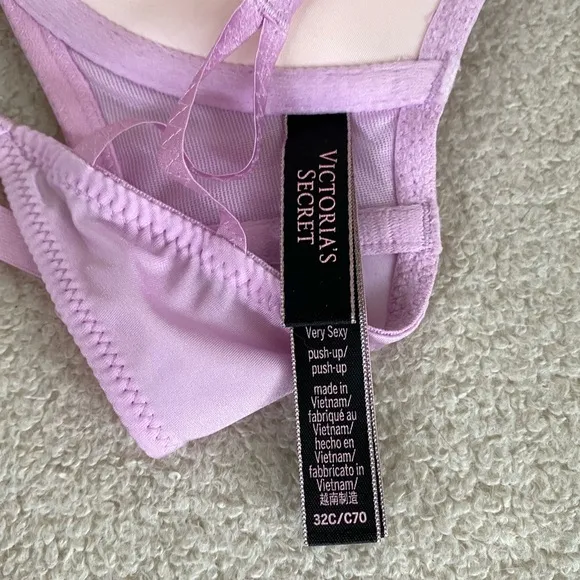 VICTORIA'S
SECRET
Very Sexy
push-up/
push-up
made in
Vietnam/
fabriqué au
Vietnam/
hecho en
Vietnam/
fabbricato in
Vietnam/
越南制造
32C/C70